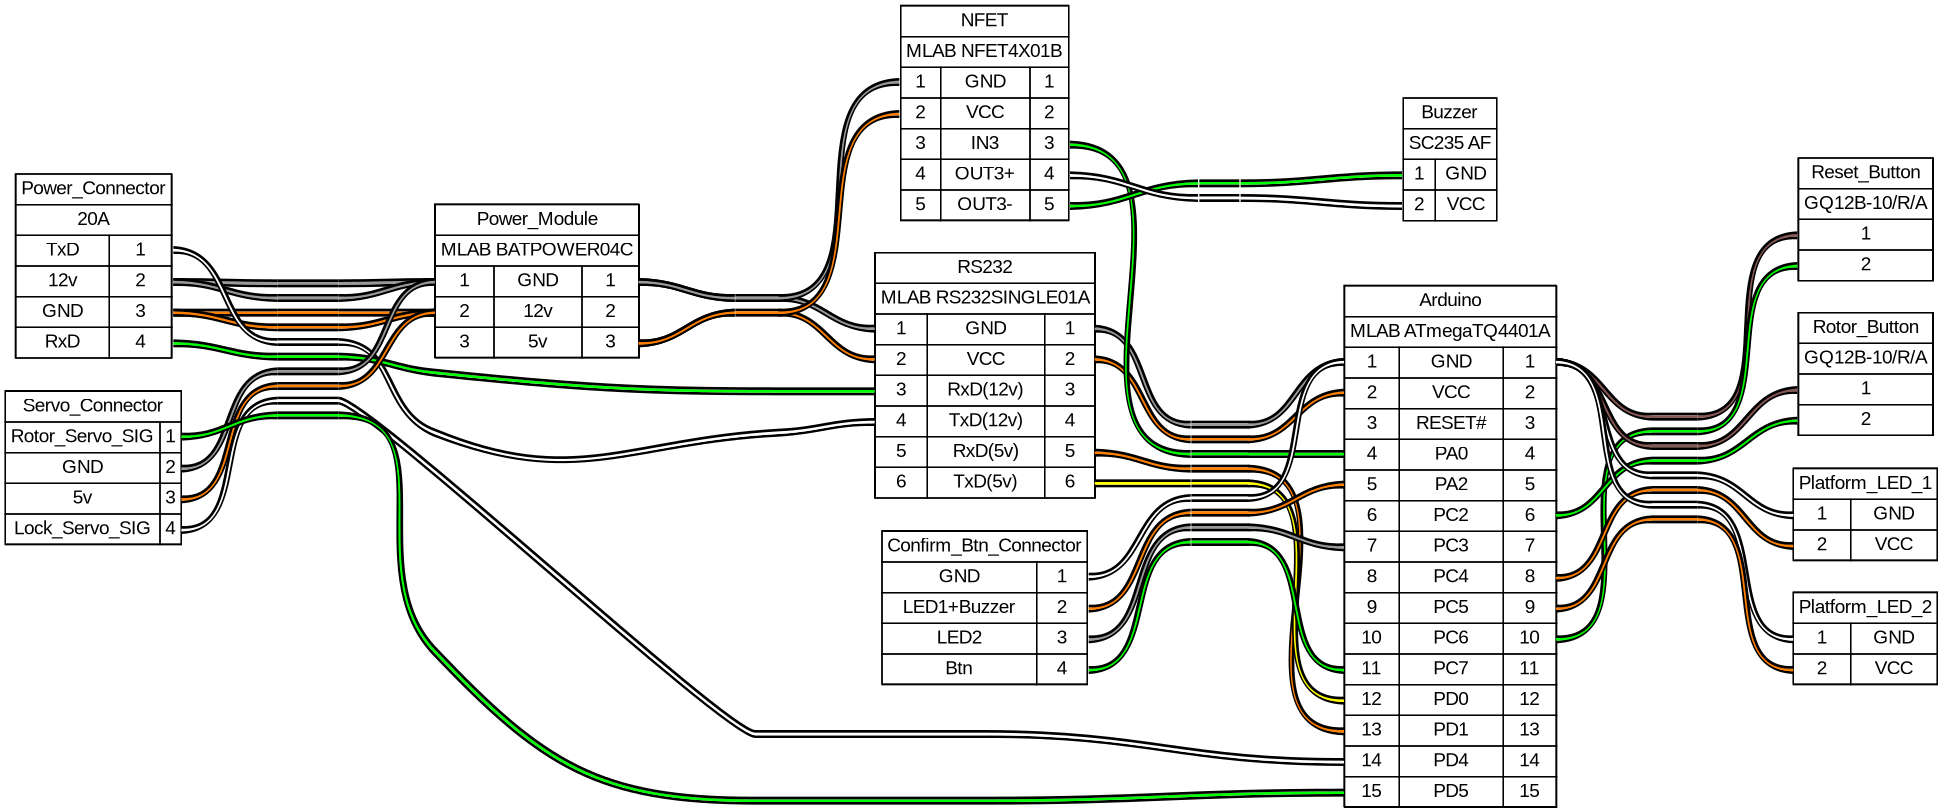 NFET
MLAB NFET4X01B
1 GND 1
2 VCC 2
3 IN3 3
4 OUT3+ 4
5 OUT3- 5
Buzzer
SC235 AF
1 GND
2 VCC
Power_Connector
20A
TxD 1
12v 2
GND 3
RxD 4
Power_Module
MLAB BATPOWER04C
1 GND 1
2 12v 2
3 5v 3
Servo_Connector
Rotor_Servo_SIG 1
GND 2
5v 3
Lock_Servo_SIG 4
RS232
MLAB RS232SINGLE01A
1 GND 1
2 VCC 2
3 RxD(12v) 3
4 TxD(12v) 4
5 RxD(5v) 5
6 TxD(5v) 6
Confirm_Btn_Connector
GND 1
LED1+Buzzer 2
LED2 3
Btn 4
Arduino
MLAB ATmegaTQ4401A
1 GND 1
2 VCC 2
3 RESET# 3
4 PA0 4
5 PA2 5
6 PC2 6
7 PC3 7
8 PC4 8
9 PC5 9
10 PC6 10
11 PC7 11
12 PD0 12
13 PD1 13
14 PD4 14
15 PD5 15
Reset_Button
GQ12B-10/R/A
1
2
Rotor_Button
GQ12B-10/R/A
1
2
Platform_LED_1
1 GND
2 VCC
Platform_LED_2
1 GND
2 VCC